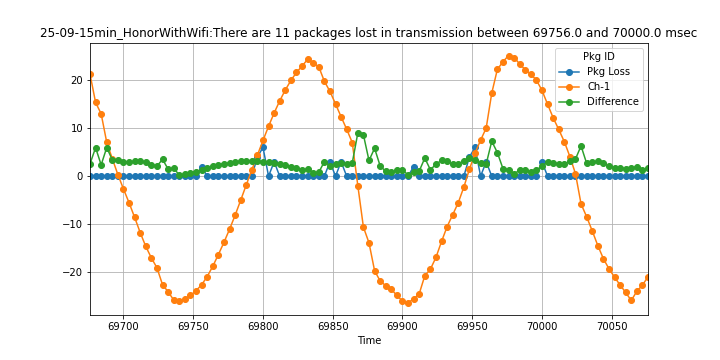 25-09-15min_HonorWithWifi:There are 11 packages lost in transmission between 69756.0 and 70000.0 msec
Pkg ID
Pkg Loss
Ch-1
Difference
20
10
0
−10
−20
69700 69750 69800 69850 69900 69950 70000 70050
Time